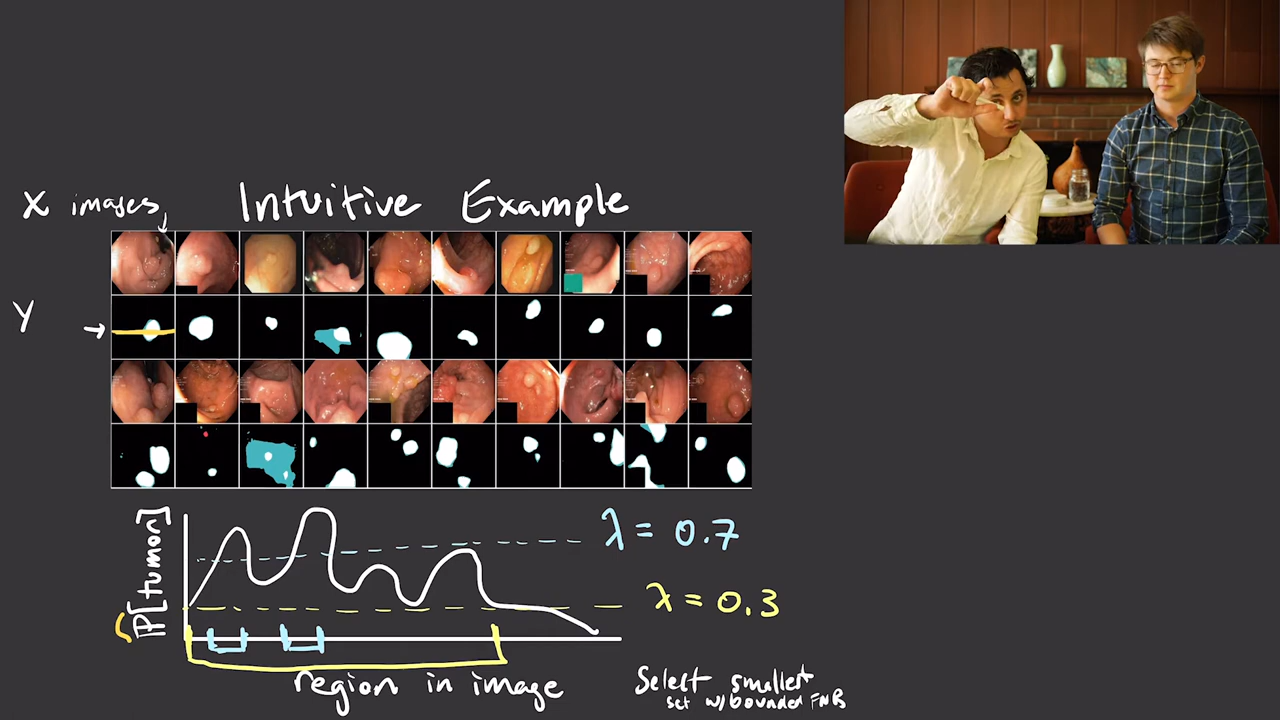 X images,
Intuitive Example
Y
P[tumor]
λ = 0.7
λ = 0.3
region in image
Select smallest
set w/bounded FNR